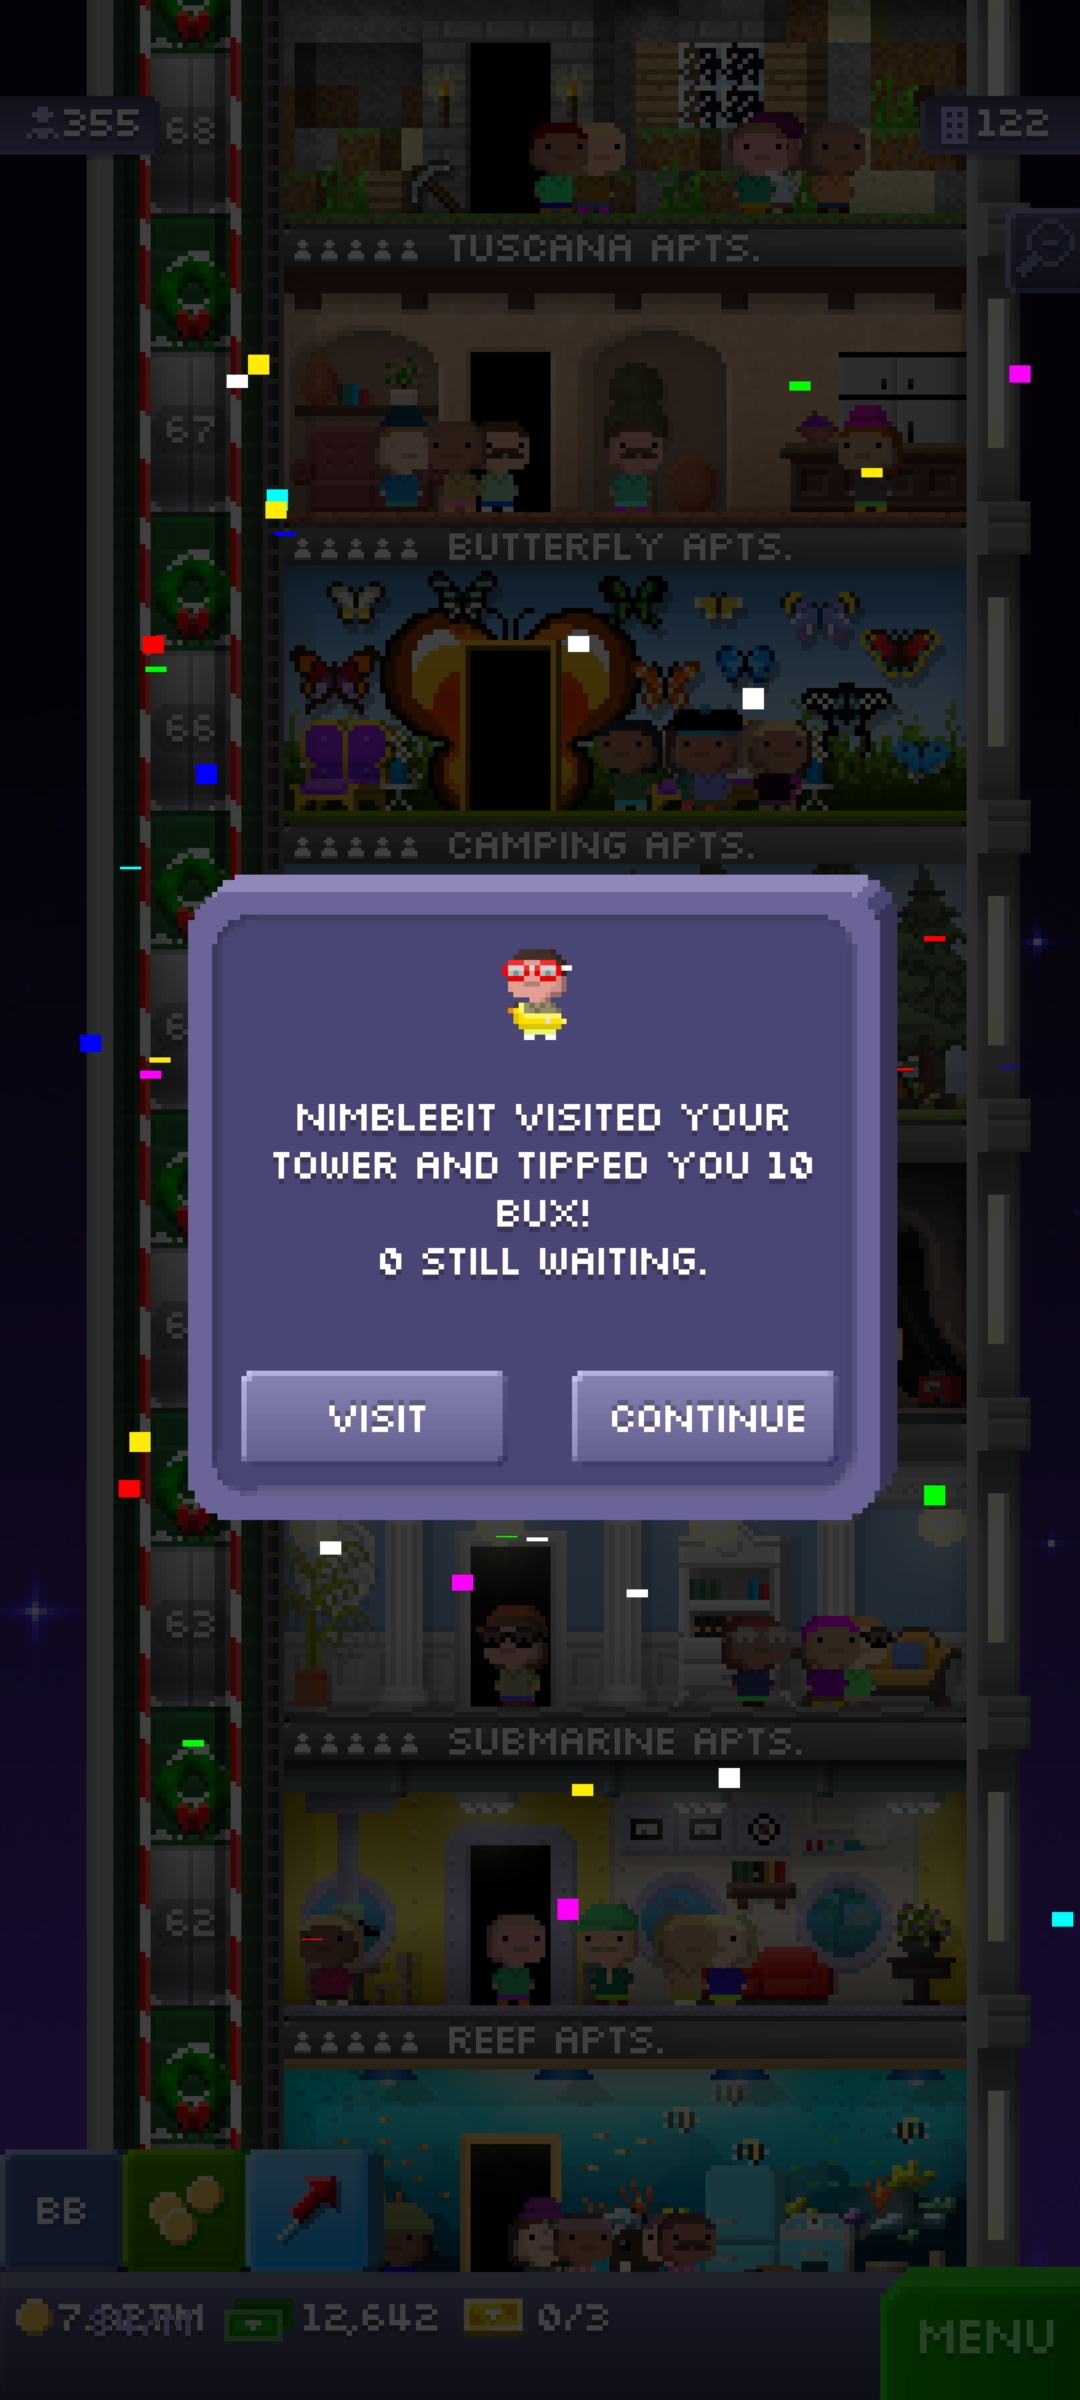 355
68
122
TUSCANA APTS.
67
BUTTERFLY APTS.
66
CAMPING APTS.
NIMBLEBIT VISITED YOUR
TOWER AND TIPPED YOU 10
BUX!
0 STILL WAITING.
VISIT
CONTINUE
63
SUBMARINE APTS.
62
REEF APTS.
BB
12,642
0/3
MENU